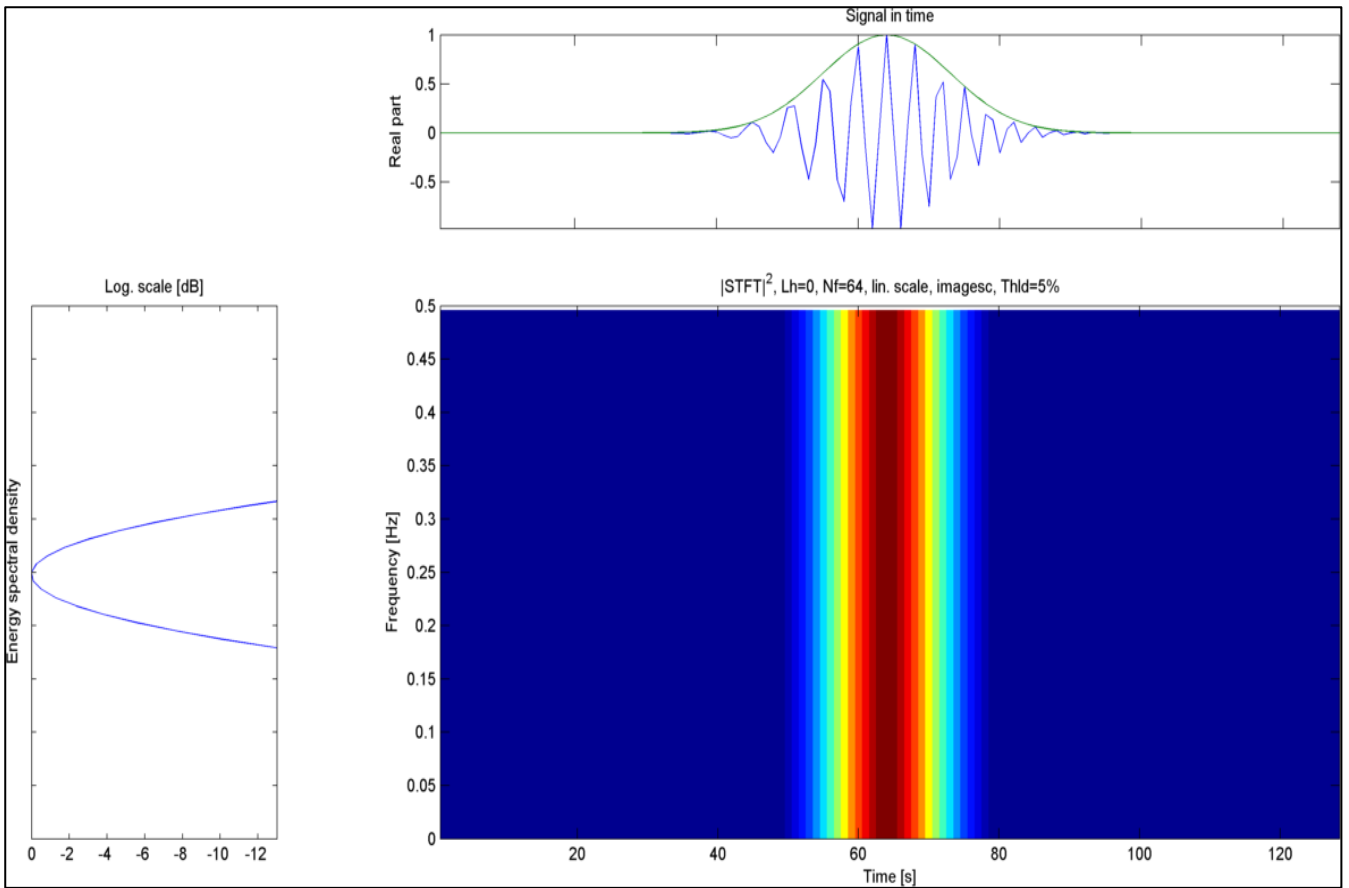 Signal in time
1
0.5
0
-0.5
Real part
Log. scale [dB]
Energy spectral density
0 -2 -4 -6 -8 -10 -12
|STFT|², Lh=0, Nf=64, lin. scale, imagesc, Thld=5%
0.5
0.45
0.4
0.35
0.3
0.25
0.2
0.15
0.1
0.05
0
Frequency [Hz]
20 40 60 80 100 120
Time [s]